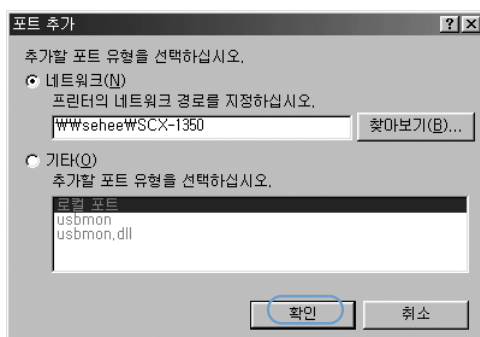 포트 추가
추가할 포트 유형을 선택하십시오.
네트워크(N)
프린터의 네트워크 경로를 지정하십시오.
₩₩sehee₩SCX-1350
찾아보기(B)...
기타(O)
추가할 포트 유형을 선택하십시오.
로컬 포트
usbmon
usbmon.dll
확인
취소